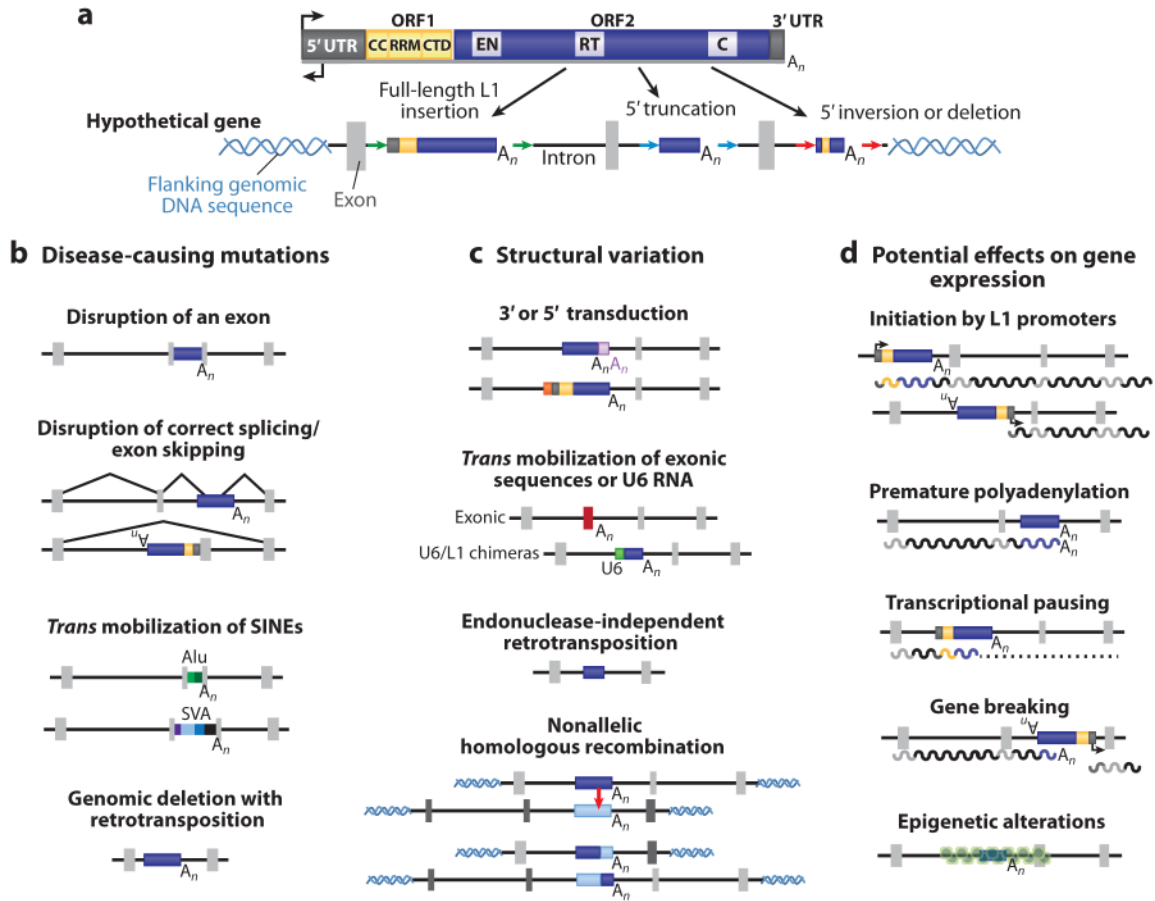 a
ORF1
ORF2
3′ UTR
5′ UTR
CC
RRM
CTD
EN
RT
C
An
Full-length L1
insertion
5′ truncation
5′ inversion or deletion
Hypothetical gene
An
An
An
Intron
Flanking genomic
DNA sequence
Exon
b Disease-causing mutations
Disruption of an exon
An
Disruption of correct splicing/
exon skipping
An
An
Trans mobilization of SINEs
Alu
An
SVA
An
Genomic deletion with
retrotransposition
An
c Structural variation
3′ or 5′ transduction
AnAn
An
Trans mobilization of exonic
sequences or U6 RNA
Exonic
An
U6/L1 chimeras
U6
An
Endonuclease-independent
retrotransposition
Nonallelic
homologous recombination
An
An
An
An
d Potential effects on gene
expression
Initiation by L1 promoters
An
An
Premature polyadenylation
An
An
Transcriptional pausing
An
Gene breaking
An
An
Epigenetic alterations
An